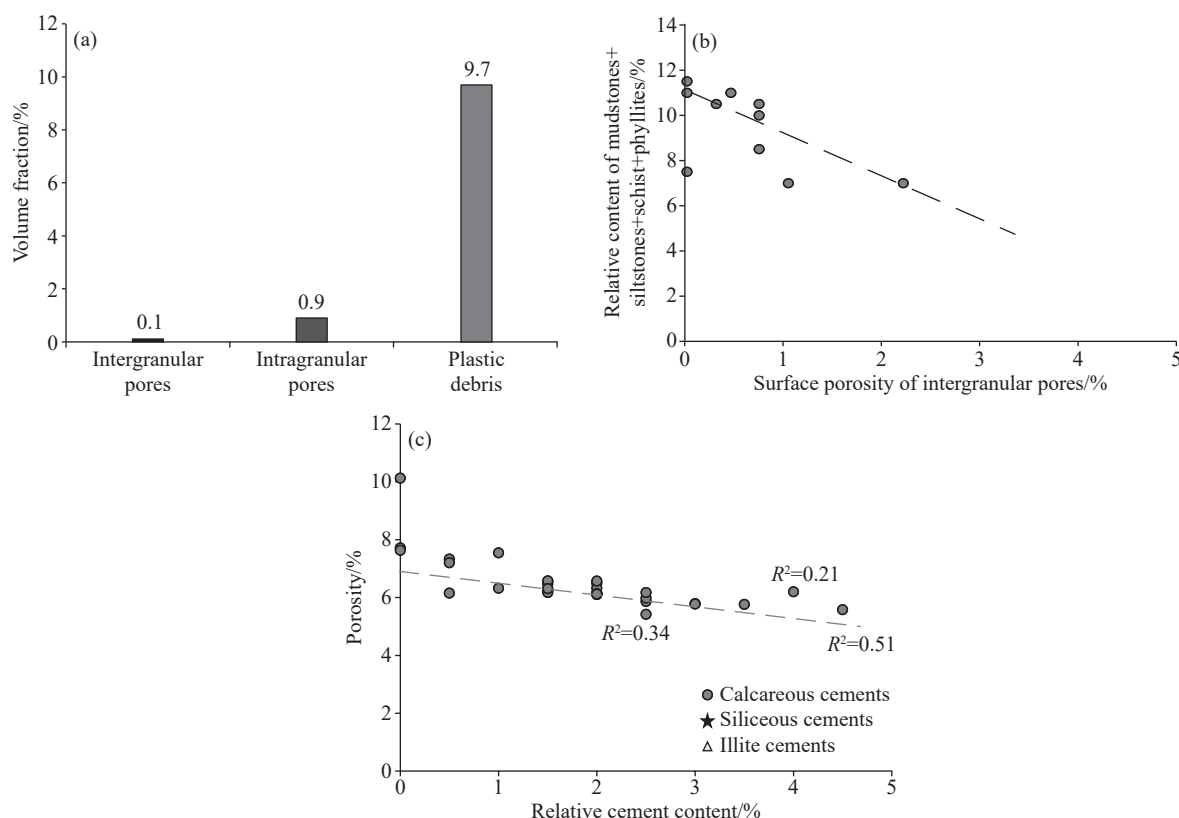 (a)
12
10
8
6
4
2
0
Volume fraction/%
0.1
0.9
9.7
Intergranular
pores
Intragranular
pores
Plastic
debris
(b)
14
12
10
8
6
4
2
0
Relative content of mudstones+
siltstones+schist+phyllites/%
0 1 2 3 4 5
Surface porosity of intergranular pores/%
(c)
12
10
8
6
4
2
0
Porosity/%
R²=0.21
R²=0.34
R²=0.51
Calcareous cements
Siliceous cements
Illite cements
0 1 2 3 4 5
Relative cement content/%